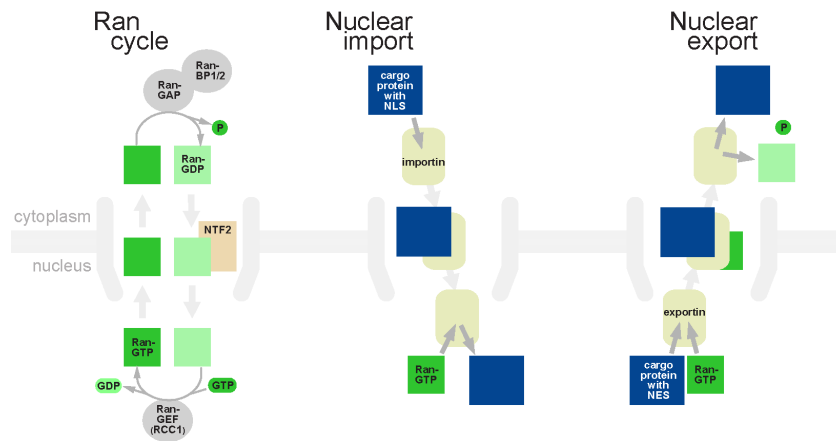 Ran
cycle
Nuclear
import
Nuclear
export
Ran-
BP1/2
Ran-
GAP
P
Ran-
GDP
cytoplasm
nucleus
NTF2
Ran-
GTP
GDP
GTP
Ran-
GEF
(RCC1)
cargo
protein
with
NLS
importin
Ran-
GTP
P
exportin
cargo
protein
with
NES
Ran-
GTP